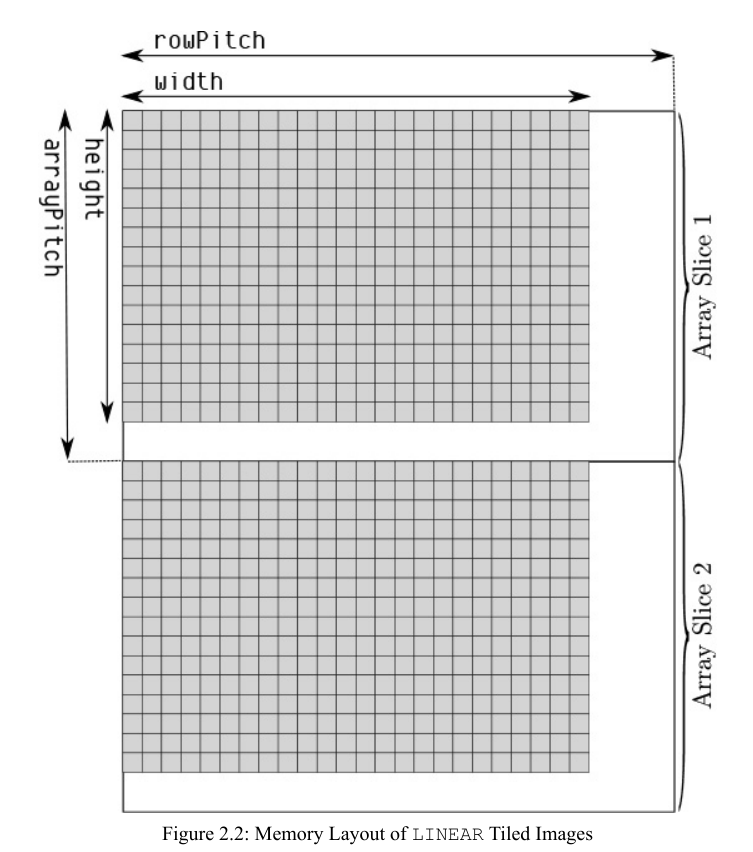 rowPitch
width
height
arrayPitch
Array Slice 1
Array Slice 2
Figure 2.2: Memory Layout of LINEAR Tiled Images